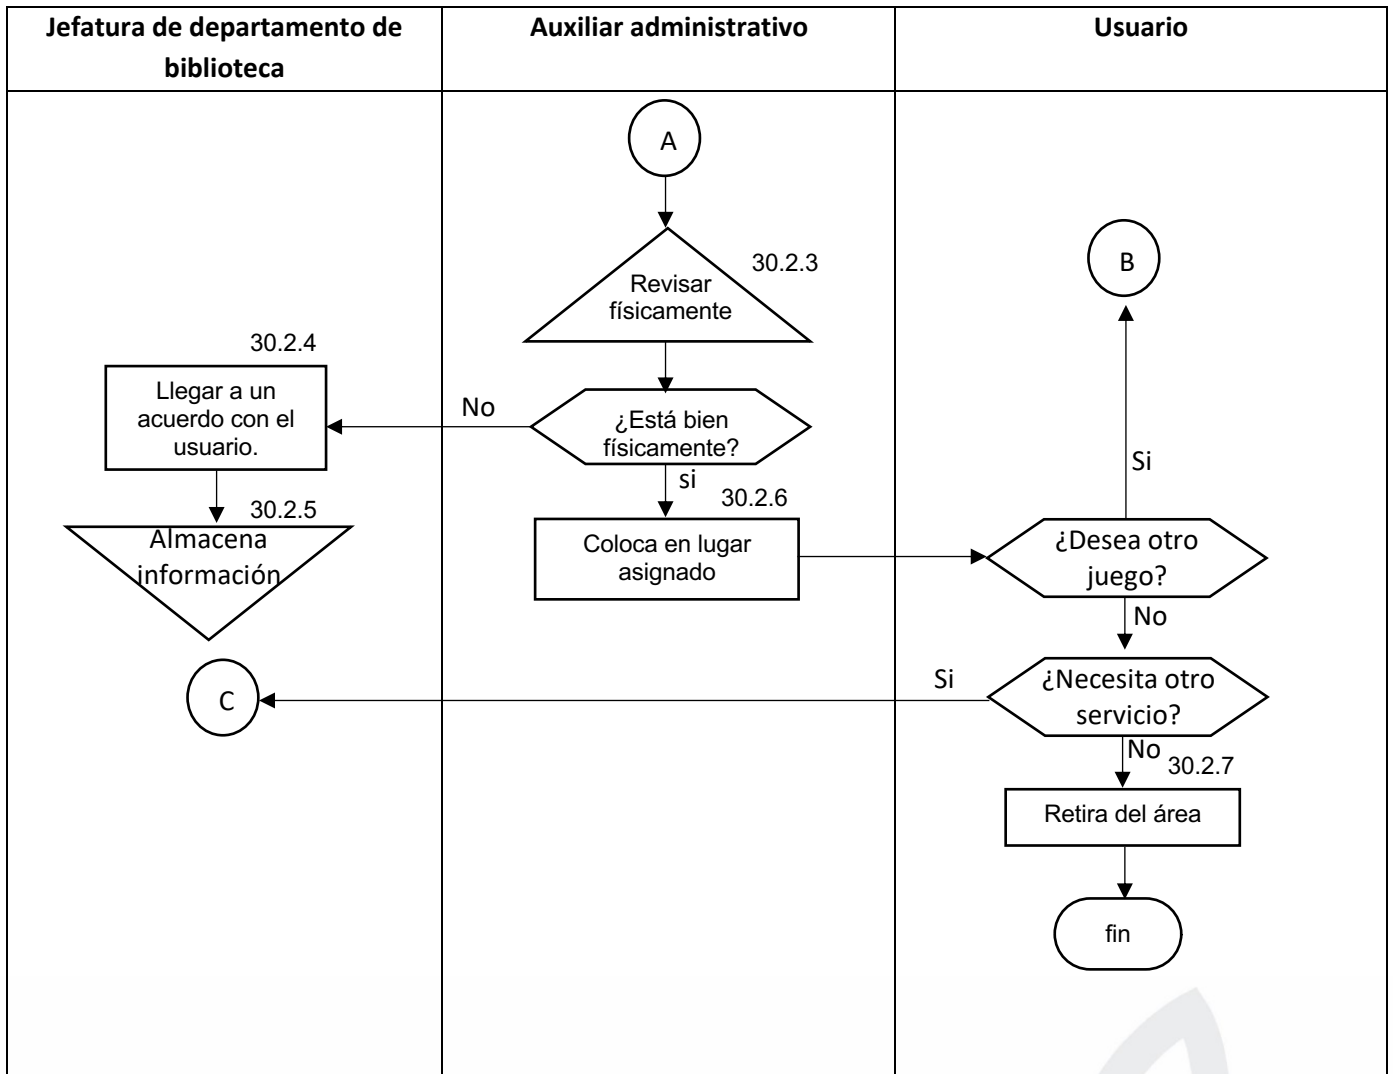 Jefatura de departamento de
biblioteca
Auxiliar administrativo
Usuario
A
30.2.3
Revisar
físicamente
B
30.2.4
Llegar a un
acuerdo con el
usuario.
No
¿Está bien
físicamente?
si
Si
30.2.5
Almacena
información
30.2.6
Coloca en lugar
asignado
¿Desea otro
juego?
No
C
Si
¿Necesita otro
servicio?
No
30.2.7
Retira del área
fin